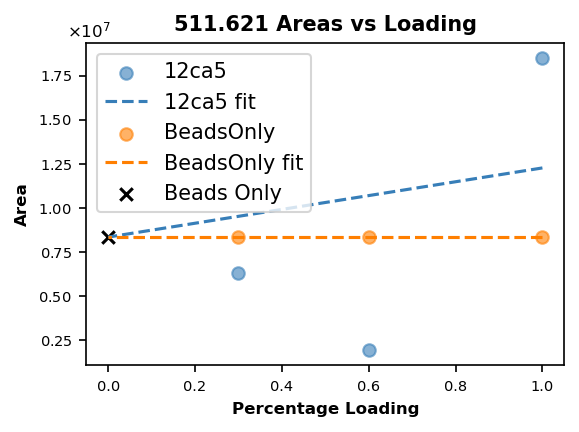 511.621 Areas vs Loading
×10⁷
12ca5
12ca5 fit
BeadsOnly
BeadsOnly fit
Beads Only
1.75
1.50
1.25
1.00
0.75
0.50
0.25
Area
0.0 0.2 0.4 0.6 0.8 1.0
Percentage Loading